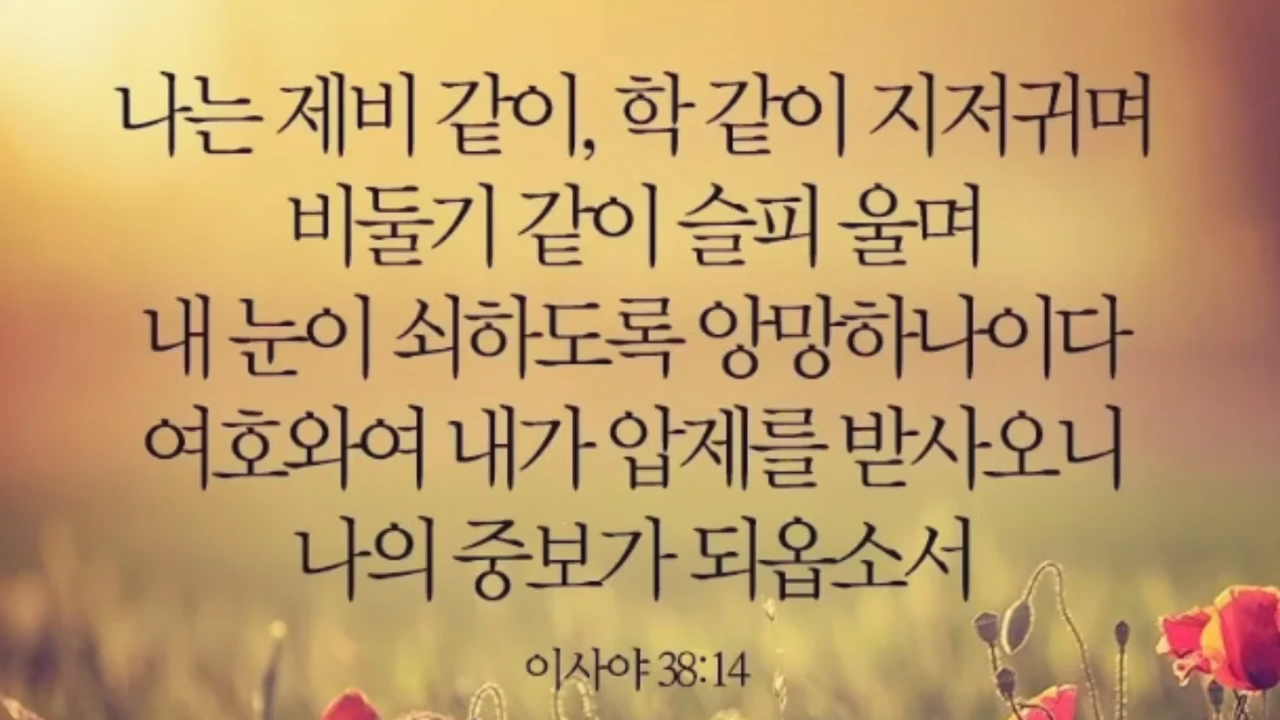 나는 제비 같이, 학 같이 지저귀며
비둘기 같이 슬피 울며
내 눈이 쇠하도록 앙망하나이다
여호와여 내가 압제를 받사오니
나의 중보가 되옵소서
이사야 38:14